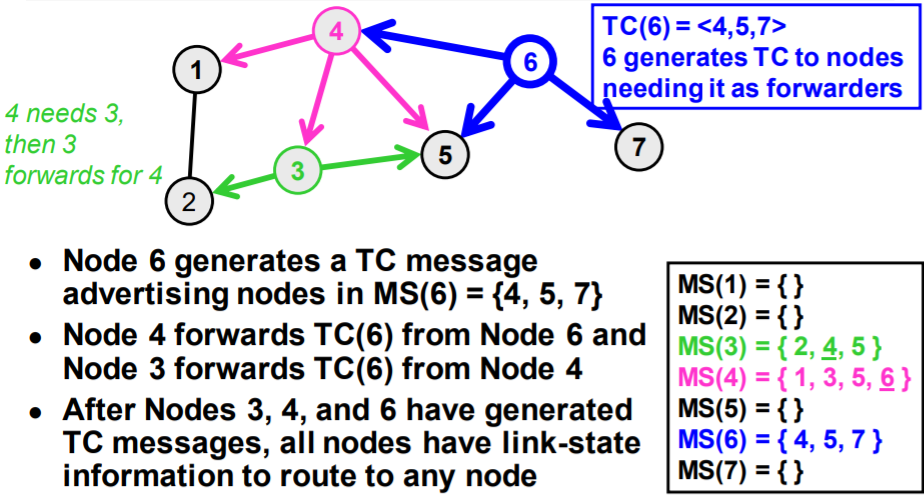 4
6
TC(6) = <4,5,7>
6 generates TC to nodes
needing it as forwarders
1
4 needs 3,
then 3
forwards for 4
3
5
7
2
• Node 6 generates a TC message
advertising nodes in MS(6) = {4, 5, 7}
• Node 4 forwards TC(6) from Node 6 and
Node 3 forwards TC(6) from Node 4
• After Nodes 3, 4, and 6 have generated
TC messages, all nodes have link-state
information to route to any node
MS(1) = { }
MS(2) = { }
MS(3) = { 2, 4, 5 }
MS(4) = { 1, 3, 5, 6 }
MS(5) = { }
MS(6) = { 4, 5, 7 }
MS(7) = { }